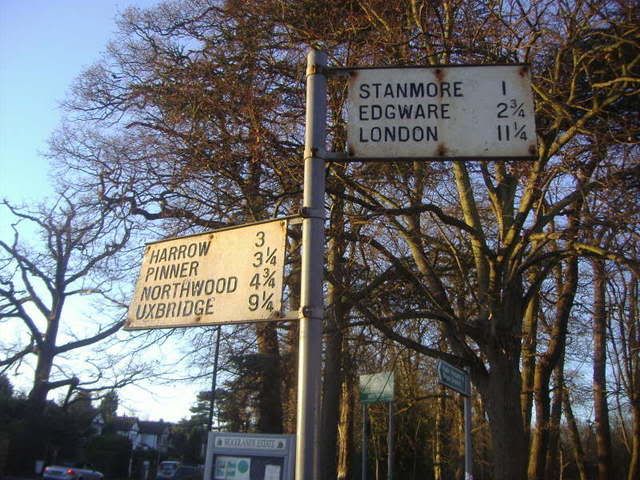 STANMORE 1
EDGWARE 2¾
LONDON 11¼
HARROW 3
PINNER 3¼
NORTHWOOD 4¾
UXBRIDGE 9¼